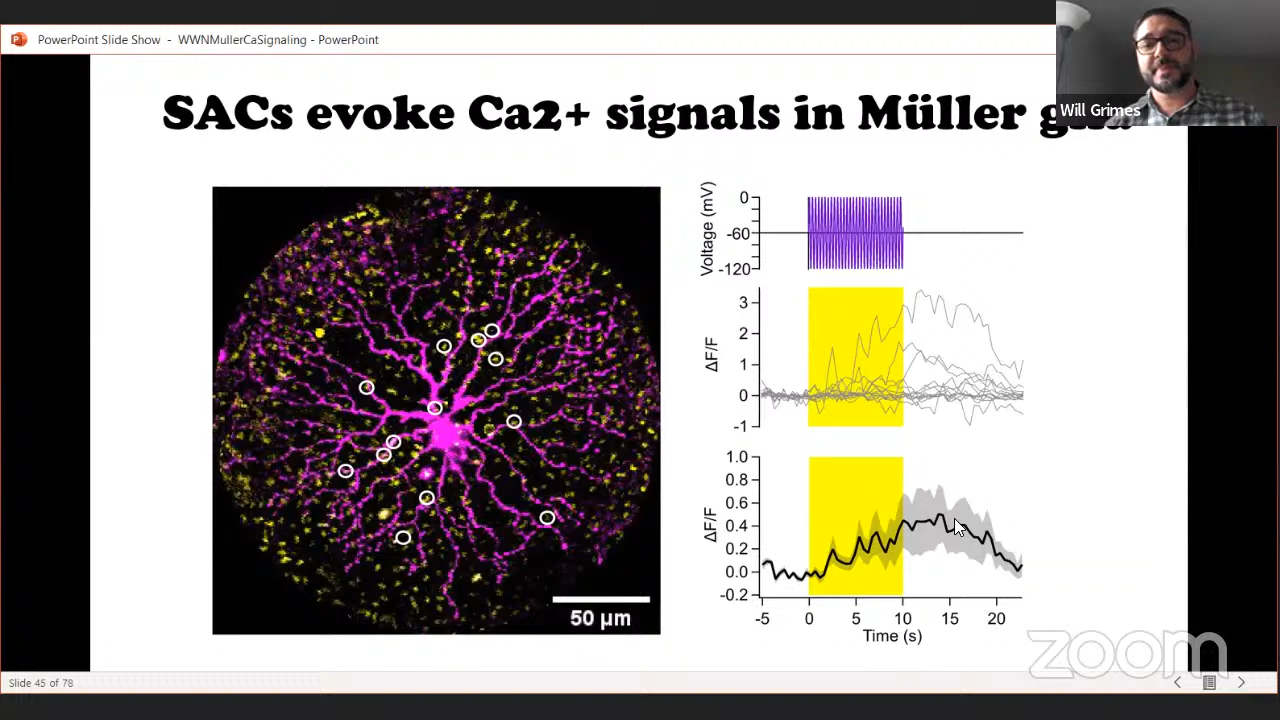 PowerPoint Slide Show - WWNMullerCaSignaling - PowerPoint
Will Grimes
SACs evoke Ca2+ signals in Müller
50 µm
Voltage (mV)
0
-60
-120
ΔF/F
3
2
1
0
-1
ΔF/F
1.0
0.8
0.6
0.4
0.2
0.0
-0.2
-5 0 5 10 15 20
Time (s)
zoom
Slide 45 of 78